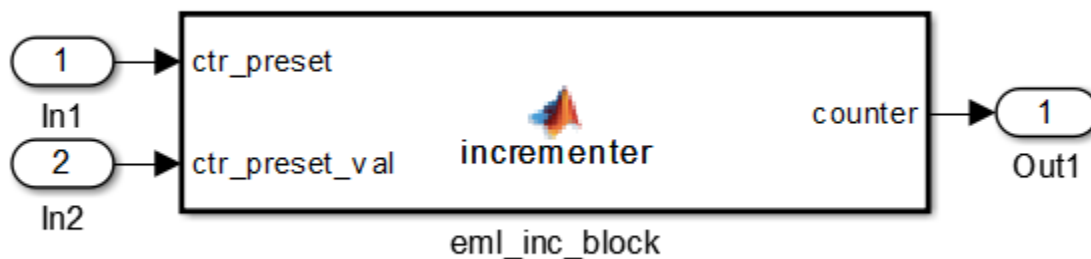 1
In1
2
In2
ctr_preset
ctr_preset_val
incrementer
counter
eml_inc_block
1
Out1